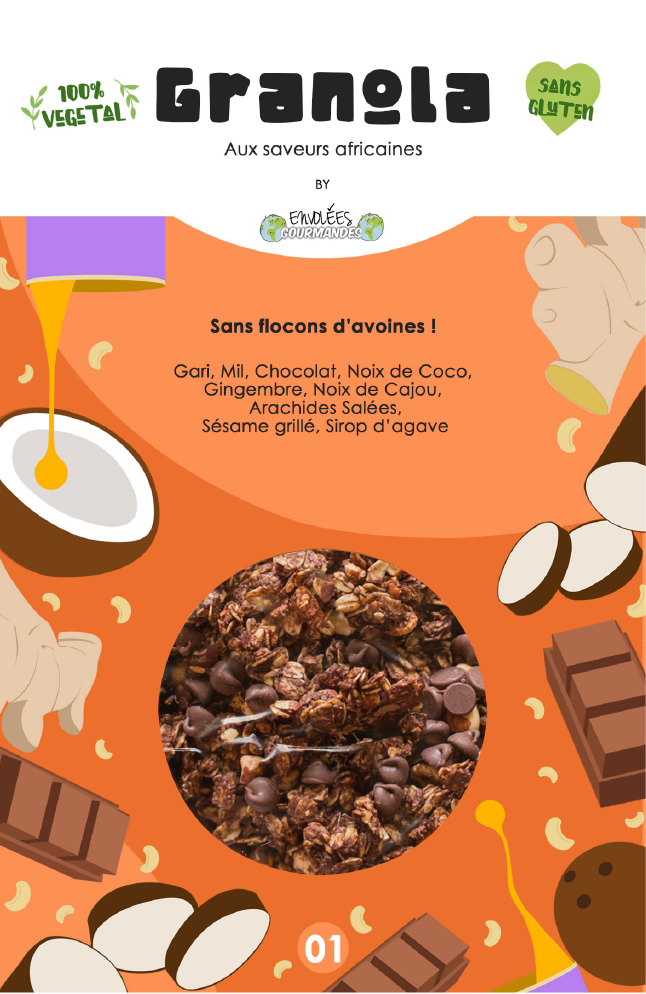 100%
VEGETAL
Granola
SANS
GLUTEN
Aux saveurs africaines
BY
ENVOLÉES
GOURMANDES
Sans flocons d'avoines !
Gari, Mil, Chocolat, Noix de Coco,
Gingembre, Noix de Cajou,
Arachides Salées,
Sésame grillé, Sirop d'agave
01